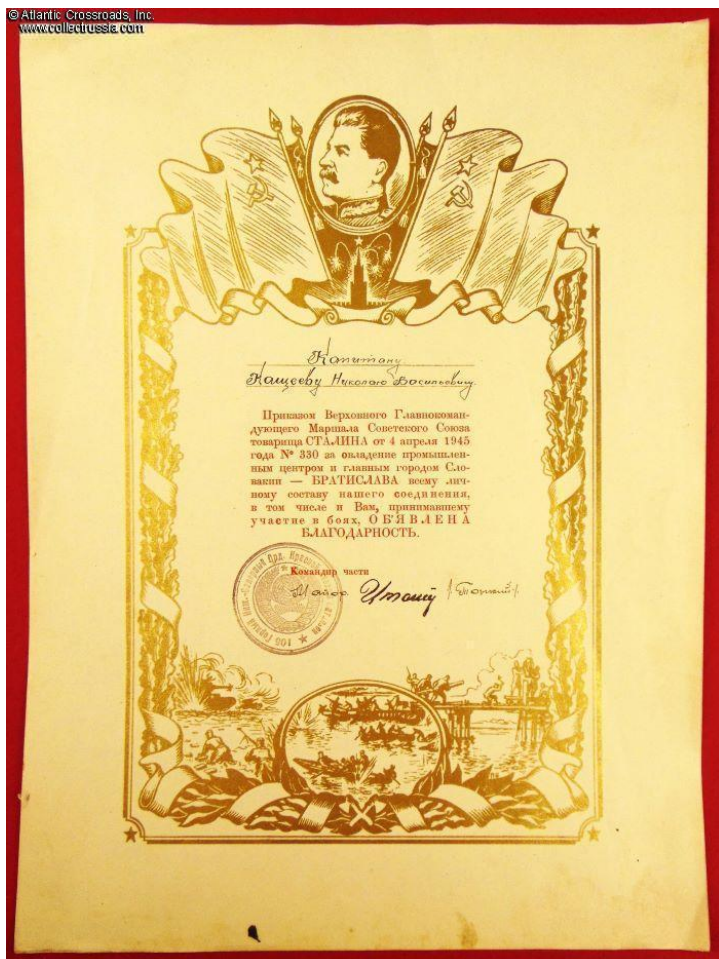 © Atlantic Crossroads, Inc.
www.collectrussia.com
Капитану
Кащееву Николаю Васильевичу
Приказом Верховного Главнокоман-
дующего Маршала Советского Союза
товарища СТАЛИНА от 4 апреля 1945
года № 330 за овладение промышлен-
ным центром и главным городом Сло-
вакии — БРАТИСЛАВА всему лич-
ному составу нашего соединения,
в том числе и Вам, принимавшему
участие в боях, ОБ'ЯВЛЕНА
БЛАГОДАРНОСТЬ.
Командир части
Майор